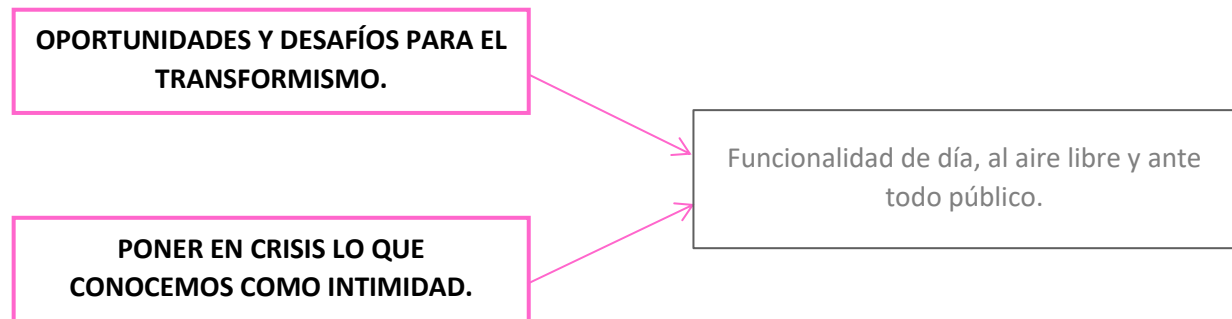 OPORTUNIDADES Y DESAFÍOS PARA EL
TRANSFORMISMO.
Funcionalidad de día, al aire libre y ante
todo público.
PONER EN CRISIS LO QUE
CONOCEMOS COMO INTIMIDAD.